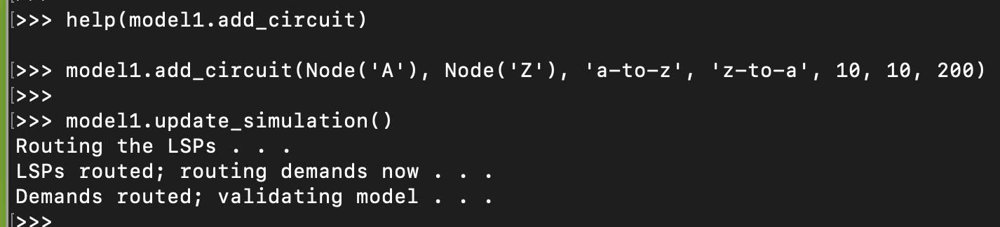 >>> help(model1.add_circuit)
>>> model1.add_circuit(Node('A'), Node('Z'), 'a-to-z', 'z-to-a', 10, 10, 200)
>>>
>>> model1.update_simulation()
Routing the LSPs . . .
LSPs routed; routing demands now . . .
Demands routed; validating model . . .
>>>